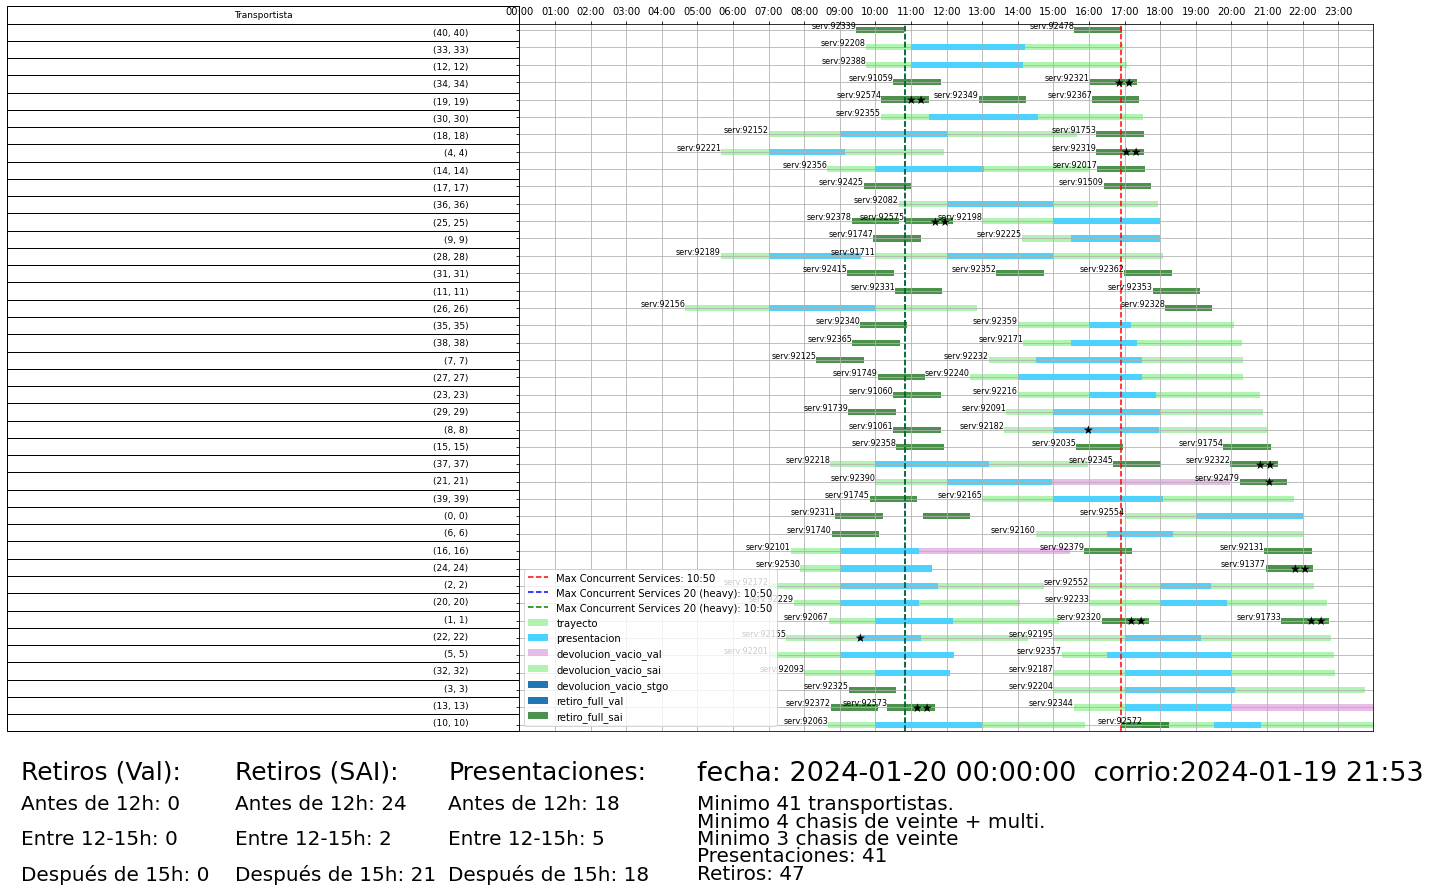 Transportista
00:00 01:00 02:00 03:00 04:00 05:00 06:00 07:00 08:00 09:00 10:00 11:00 12:00 13:00 14:00 15:00 16:00 17:00 18:00 19:00 20:00 21:00 22:00 23:00
(40, 40) serv:92339 serv:92478
(33, 33) serv:92208
(12, 12) serv:92388
(34, 34) serv:91059 serv:92321
(19, 19) serv:92574 serv:92349 serv:92367
(30, 30) serv:92355
(18, 18) serv:92152 serv:91753
(4, 4) serv:92221 serv:92319
(14, 14) serv:92356 serv:92017
(17, 17) serv:92425 serv:91509
(36, 36) serv:92082
(25, 25) serv:92378 serv:92575 serv:92198
(9, 9) serv:91747 serv:92225
(28, 28) serv:92189 serv:91711
(31, 31) serv:92415 serv:92352 serv:92362
(11, 11) serv:92331 serv:92353
(26, 26) serv:92156 serv:92328
(35, 35) serv:92340 serv:92359
(38, 38) serv:92365 serv:92171
(7, 7) serv:92125 serv:92232
(27, 27) serv:91749 serv:92240
(23, 23) serv:91060 serv:92216
(29, 29) serv:91739 serv:92091
(8, 8) serv:91061 serv:92182
(15, 15) serv:92358 serv:92035 serv:91754
(37, 37) serv:92218 serv:92345 serv:92322
(21, 21) serv:92390 serv:92479
(39, 39) serv:91745 serv:92165
(0, 0) serv:92311 serv:92554
(6, 6) serv:91740 serv:92160
(16, 16) serv:92101 serv:92379 serv:92131
(24, 24) serv:92530 serv:91377
(2, 2) serv:92172 serv:92552
(20, 20) 229 serv:92233
(1, 1) serv:92067 serv:92320 serv:91733
(22, 22) serv:92155 serv:92195
(5, 5) serv:92201 serv:92357
(32, 32) serv:92093 serv:92187
(3, 3) serv:92325 serv:92204
(13, 13) serv:92372 serv:92573 serv:92344
(10, 10) serv:92063 serv:92572
Max Concurrent Services: 10:50
Max Concurrent Services 20 (heavy): 10:50
Max Concurrent Services 20 (heavy): 10:50
trayecto
presentacion
devolucion_vacio_val
devolucion_vacio_sai
devolucion_vacio_stgo
retiro_full_val
retiro_full_sai
Retiros (Val):
Antes de 12h: 0
Entre 12-15h: 0
Después de 15h: 0
Retiros (SAI):
Antes de 12h: 24
Entre 12-15h: 2
Después de 15h: 21
Presentaciones:
Antes de 12h: 18
Entre 12-15h: 5
Después de 15h: 18
fecha: 2024-01-20 00:00:00 corrio:2024-01-19 21:53
Minimo 41 transportistas.
Minimo 4 chasis de veinte + multi.
Minimo 3 chasis de veinte
Presentaciones: 41
Retiros: 47